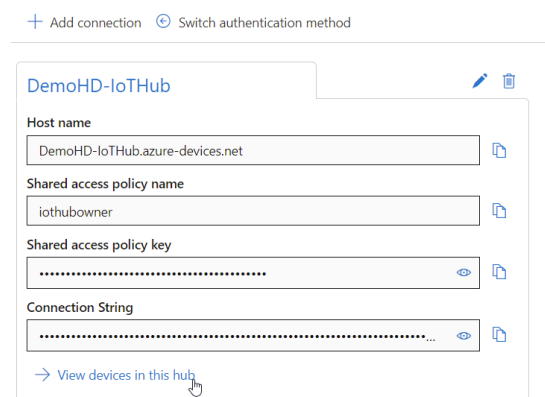 Add connection
Switch authentication method
DemoHD-IoTHub
Host name
DemoHD-IoTHub.azure-devices.net
Shared access policy name
iothubowner
Shared access policy key
••••••••••••••••••••••••••••••••••••••••••••
Connection String
••••••••••••••••••••••••••••••••••••••••••••••••••••••••••••••••••••••••...
View devices in this hub